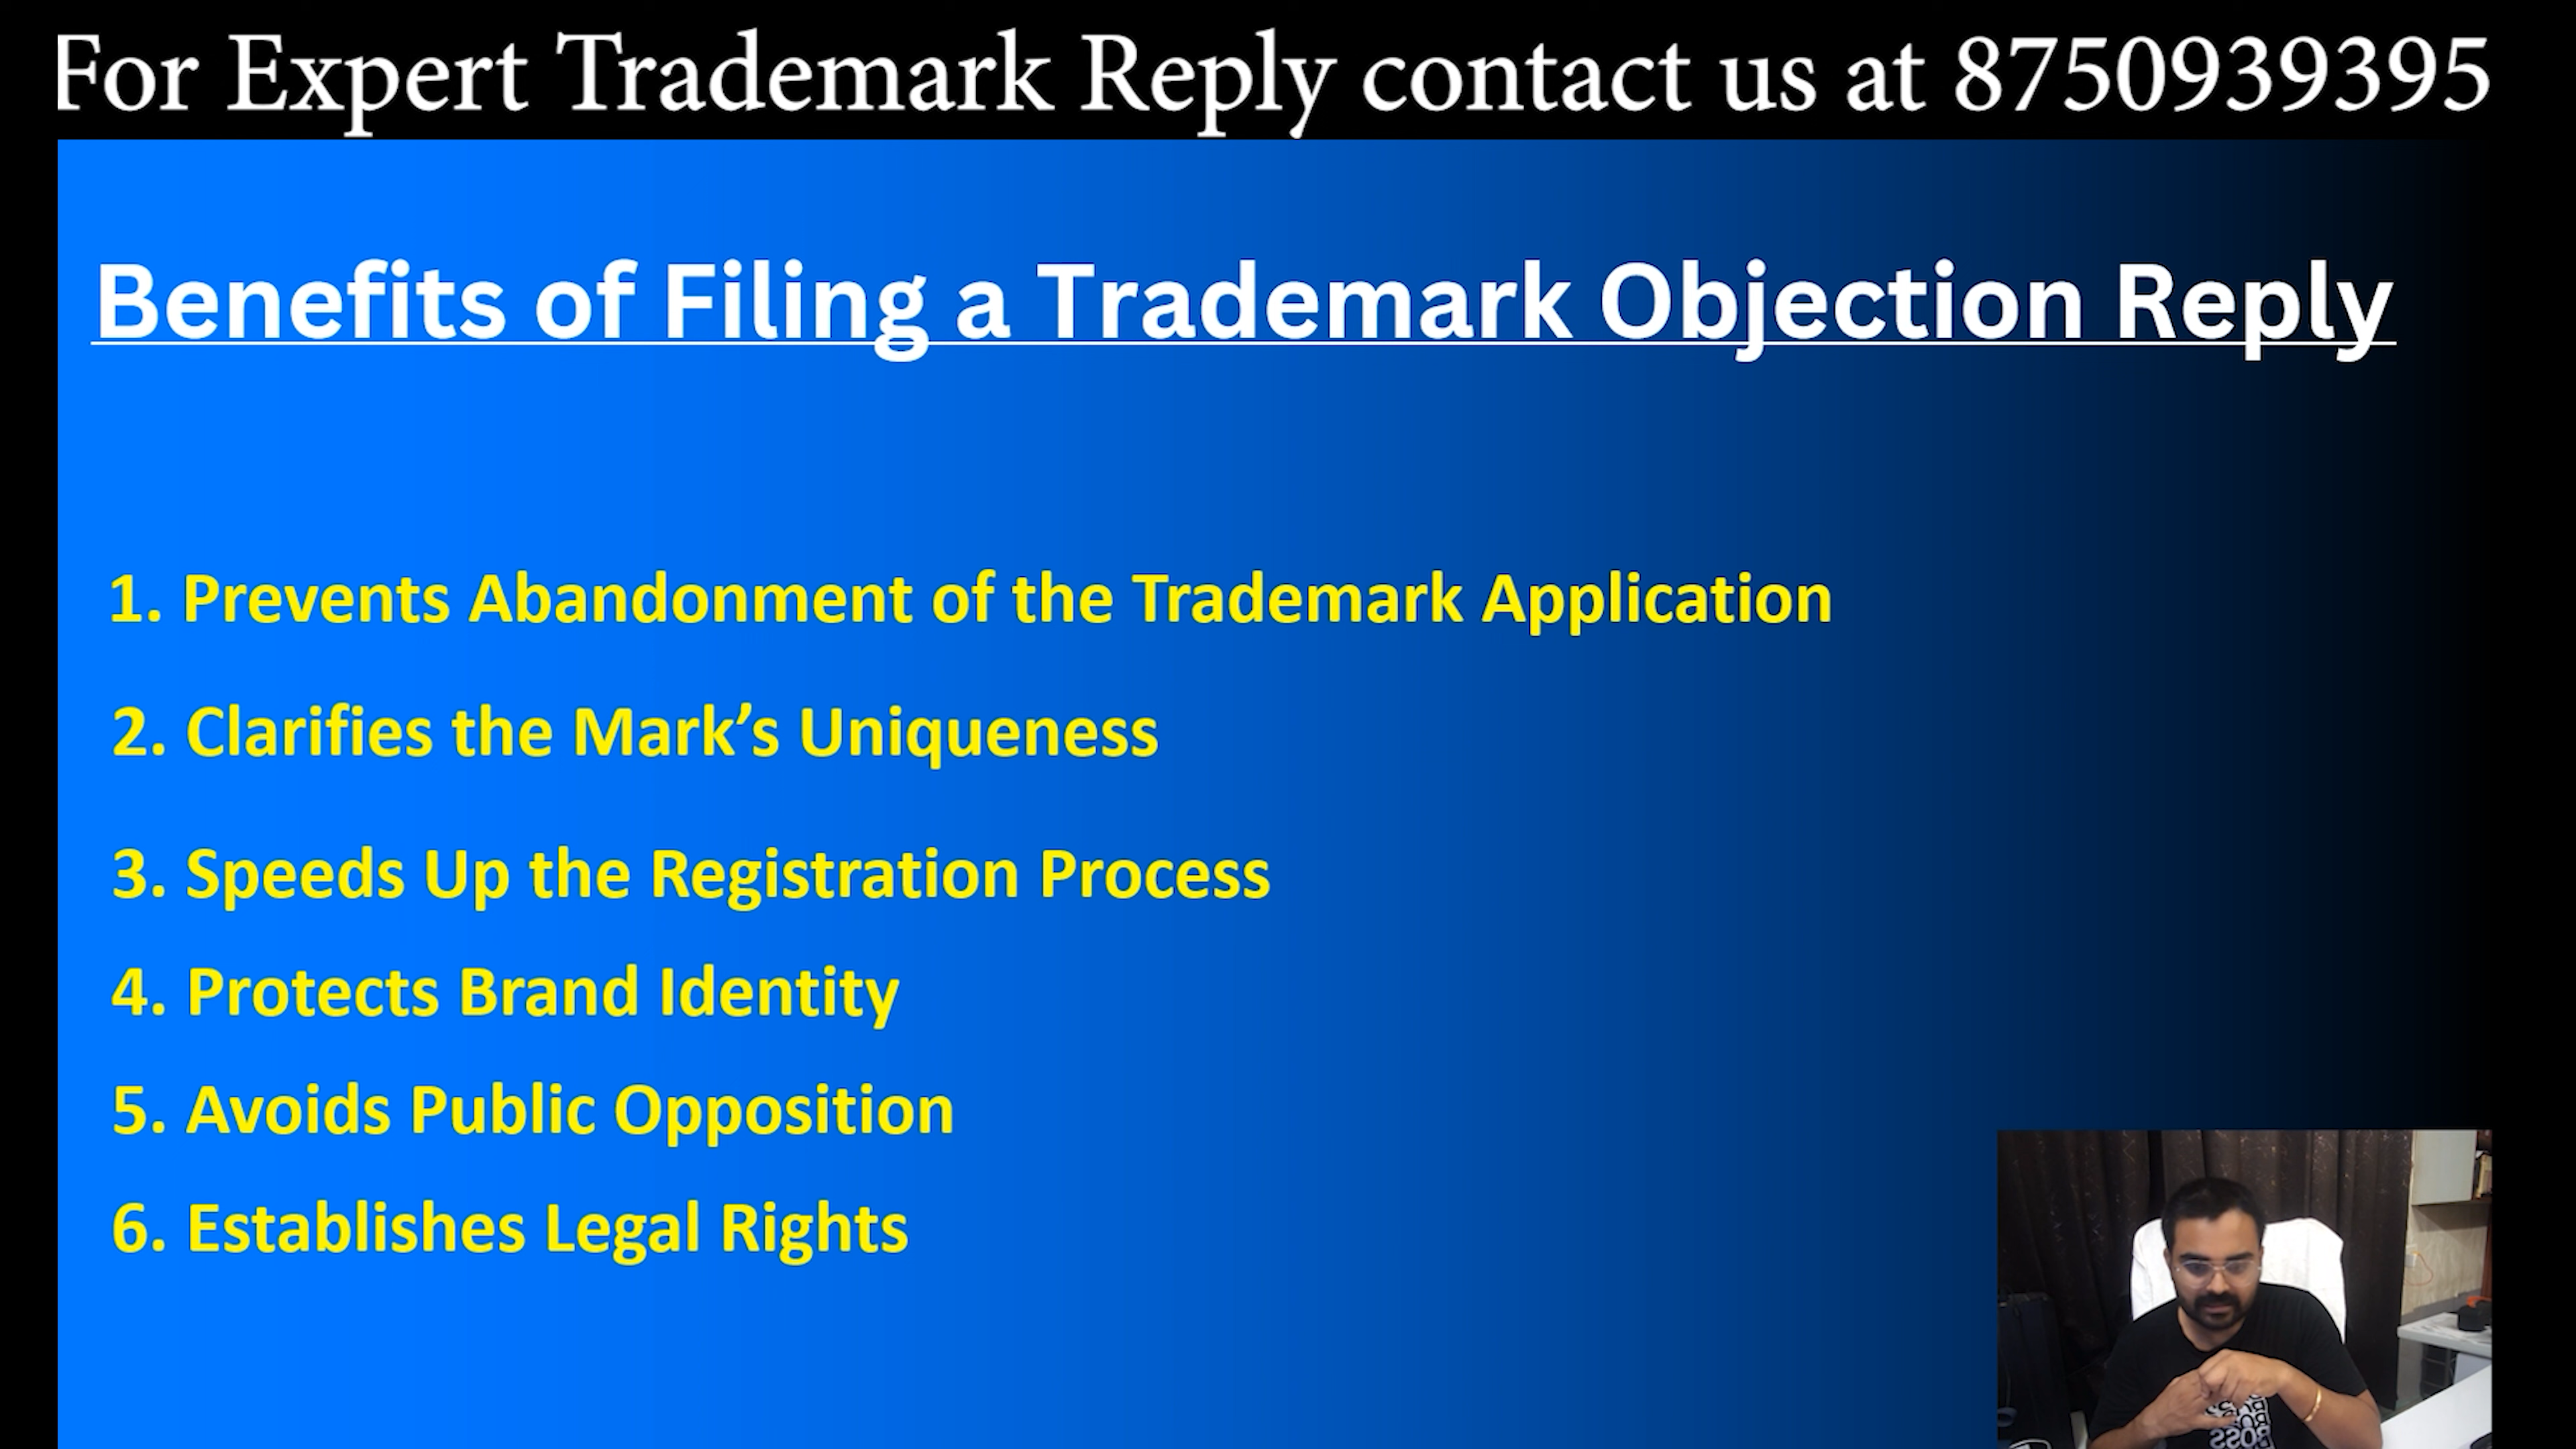 For Expert Trademark Reply contact us at 8750939395
Benefits of Filing a Trademark Objection Reply
1. Prevents Abandonment of the Trademark Application
2. Clarifies the Mark’s Uniqueness
3. Speeds Up the Registration Process
4. Protects Brand Identity
5. Avoids Public Opposition
6. Establishes Legal Rights
BOSS